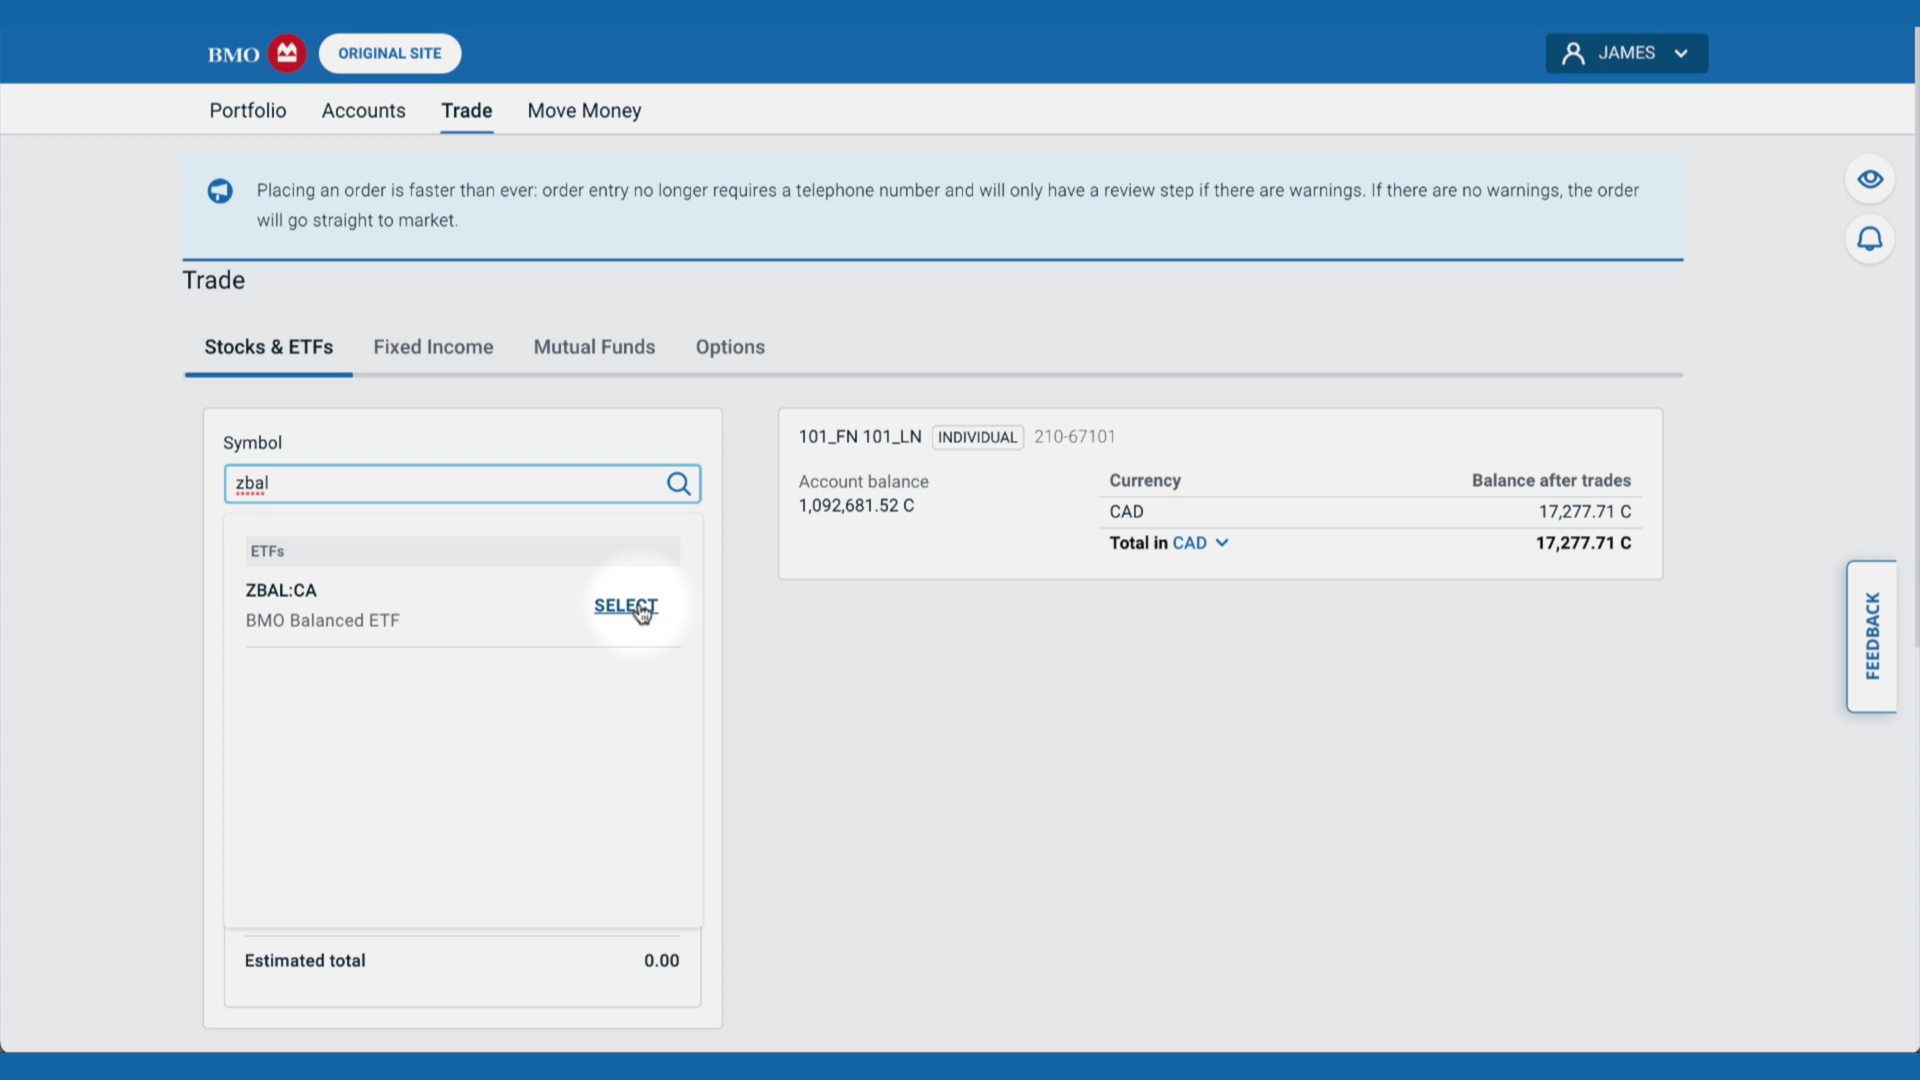 BMO
ORIGINAL SITE
JAMES
Portfolio Accounts Trade Move Money
Placing an order is faster than ever: order entry no longer requires a telephone number and will only have a review step if there are warnings. If there are no warnings, the order
will go straight to market.
Trade
Stocks & ETFs Fixed Income Mutual Funds Options
Symbol
zbal
ETFs
ZBAL:CA
BMO Balanced ETF
SELECT
Estimated total 0.00
101_FN 101_LN INDIVIDUAL 210-67101
Account balance
1,092,681.52 C
Currency Balance after trades
CAD 17,277.71 C
Total in CAD 17,277.71 C
FEEDBACK